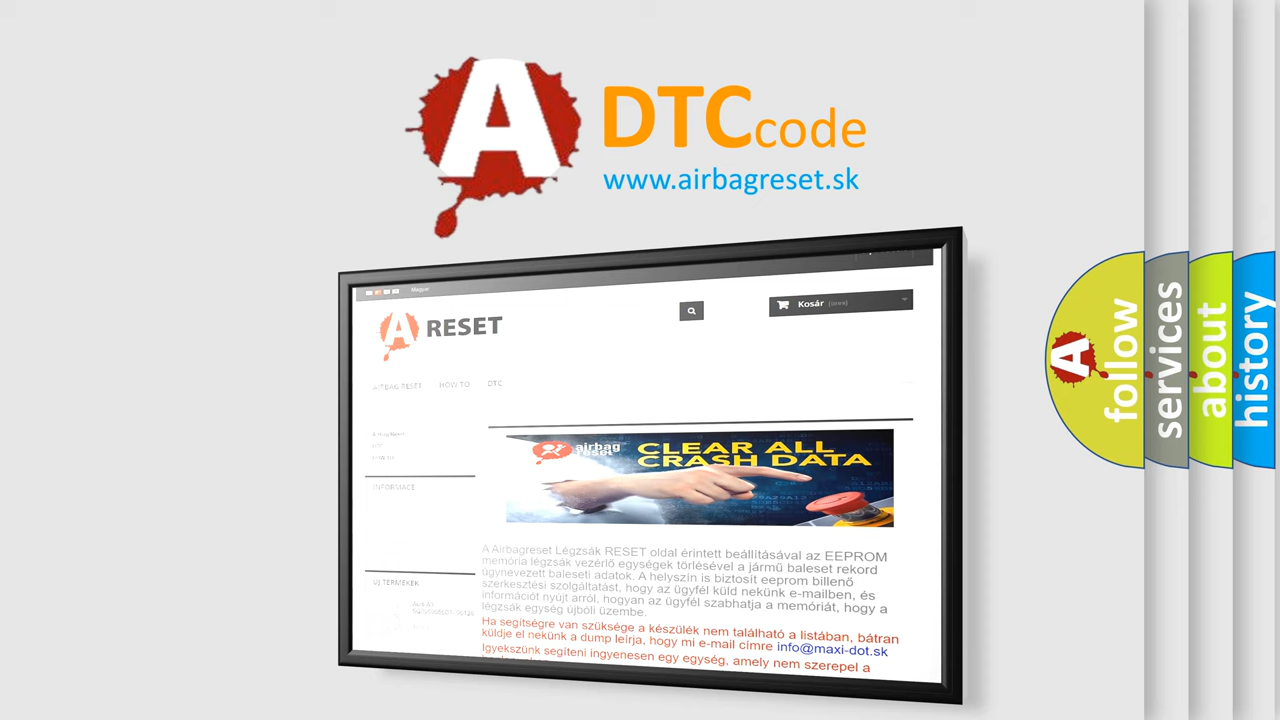 A
DTC code
www.airbagreset.sk
Magyar
Kosár
A RESET
AIRBAG RESET HOW TO DTC
airbag reset
CLEAR ALL
CRASH DATA
INFORMACE
A Airbagreset Légzsák RESET oldal érintett beállításával az EEPROM
memória légzsák vezérlő egységek törlésével a jármű baleset rekord
úgynevezett baleseti adatok. A helyszín is biztosít eeprom billenő
szerkesztési szolgáltatást, hogy az ügyfél küld nekünk e-mailben, és
információt nyújt arról, hogyan az ügyfél szabhatja a memóriát, hogy a
légzsák egység újbóli üzembe.
ÚJ TERMÉKEK
Ha segítségre van szüksége a készülék nem található a listában, bátran
küldje el nekünk a dump leírja, hogy mi e-mail címre info@maxi-dot.sk
Igyekszünk segíteni ingyenesen egy egység, amely nem szerepel a
A
follow
services
about
history